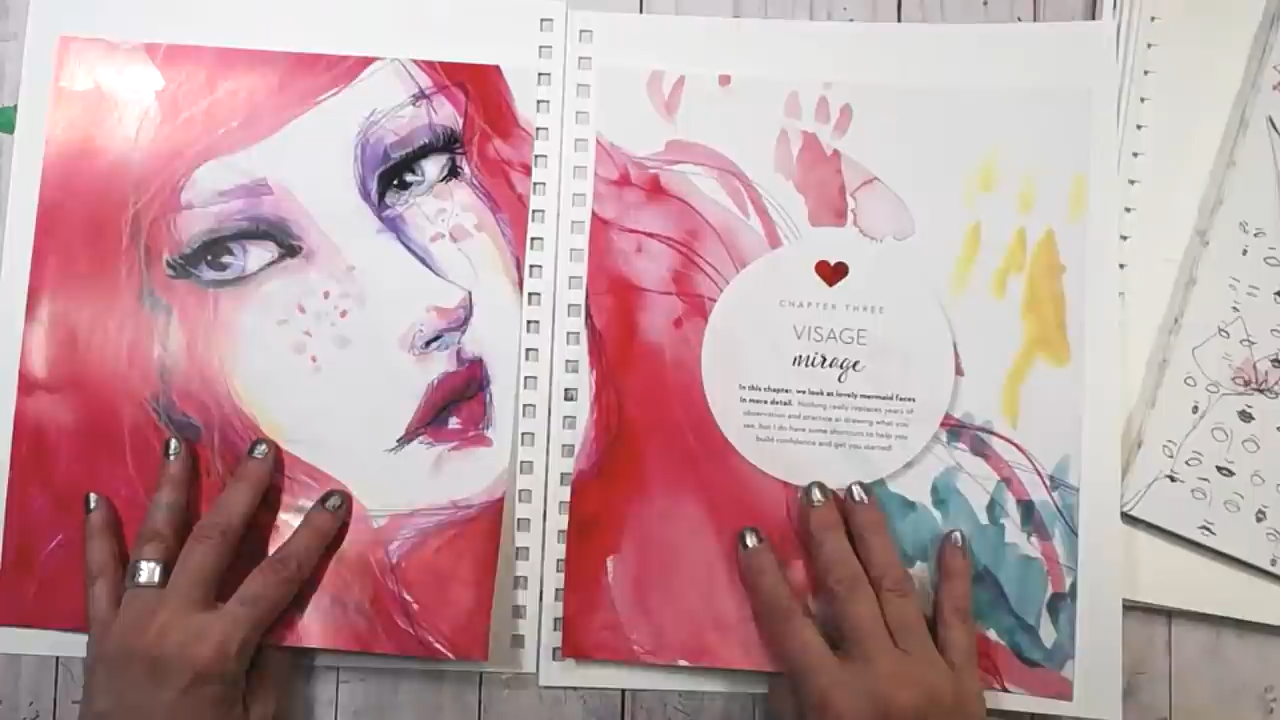 CHAPTER THREE
VISAGE
mirage
In this chapter, we look at lovely mermaid faces
in more detail. Nothing really replaces years of
observation and practice at drawing what you
see, but I do have some shortcuts to help you
build confidence and get you started!